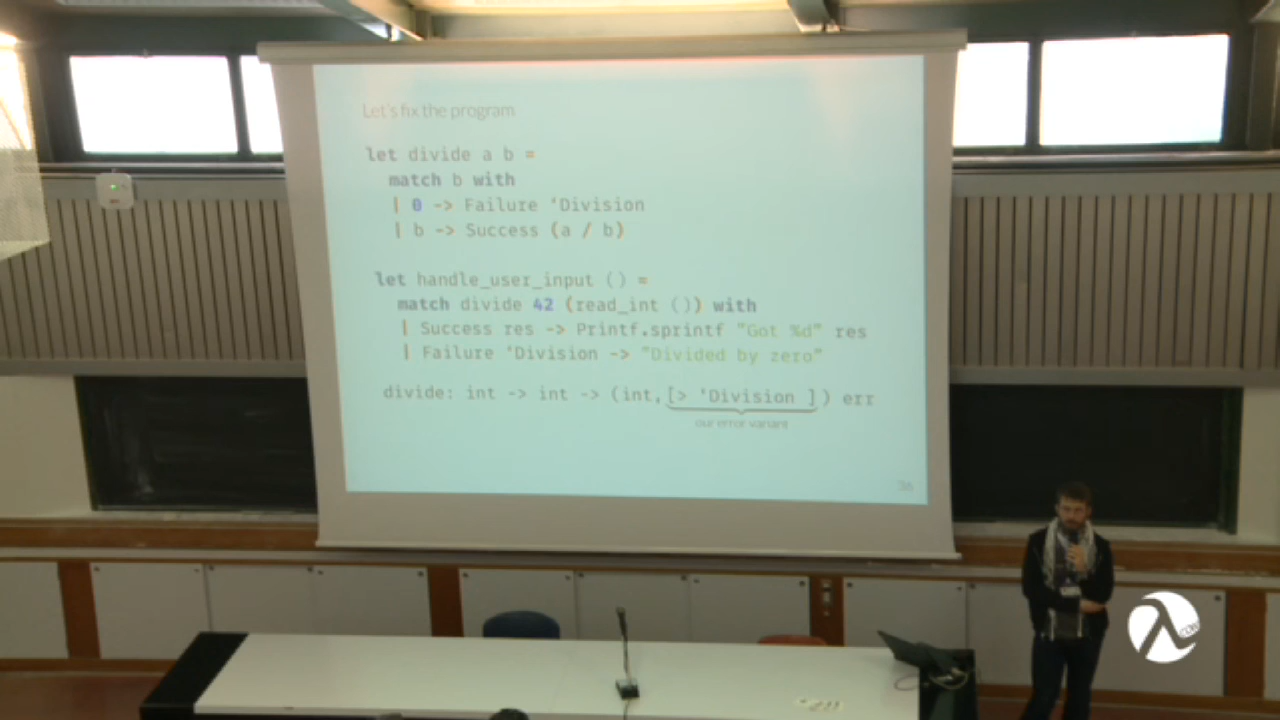 Let's fix the program
let divide a b =
match b with
| 0 -> Failure ‘Division
| b -> Success (a / b)
let handle_user_input () =
match divide 42 (read_int ()) with
| Success res -> Printf.sprintf "Got %d" res
| Failure ‘Division -> "Divided by zero"
divide: int -> int -> (int,[> ‘Division ]) err
our error variant
36
λ